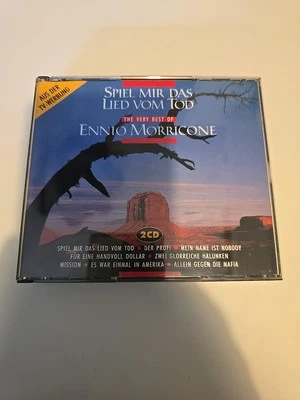 AUS DER
TV-WERBUNG
SPIEL MIR DAS
LIED VOM TOD
THE VERY BEST OF
ENNIO MORRICONE
2CD
SPIEL MIR DAS LIED VOM TOD DER PROFI MEIN NAME IST NOBODY
FÜR EINE HANDVOLL DOLLAR ZWEI GLORREICHE HALUNKEN
MISSION ES WAR EINMAL IN AMERIKA ALLEIN GEGEN DIE MAFIA